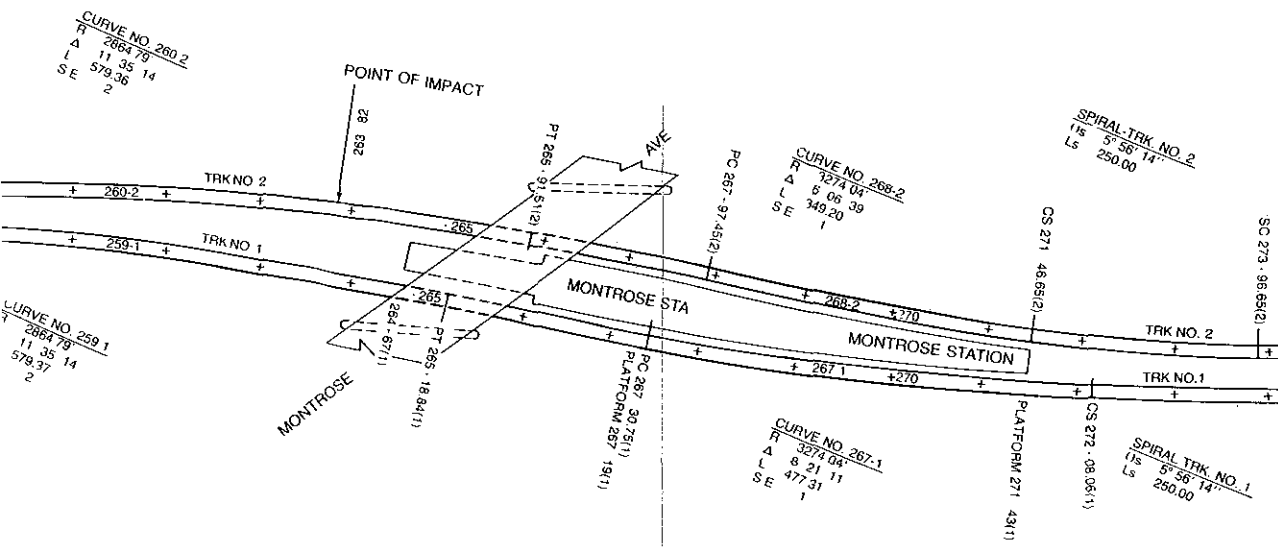 CURVE NO. 260 2
R 2864 79
Δ 11 35 14
L 579.36
S E 2
POINT OF IMPACT
263 82
PT 265 · 91.51(2)
AVE
PC 267 · 97.45(2)
CURVE NO. 268-2
R 3274 04'
Δ 6 06 39
L 349.20
S E 1
SPIRAL-TRK. NO. 2
5° 56' 14"
Ls 250.00
CS 271 46.65(2)
SC 273 · 96.65(2)
260-2
TRK NO 2
265
259-1
TRK NO 1
265
MONTROSE STA
268-2
+270
MONTROSE STATION
TRK NO. 2
TRK NO.1
267 1
+270
CURVE NO. 259 1
2864 79
11 35 14
579.37
2
MONTROSE
264 · 67(1)
PT 265 · 18.84(1)
PC 267 30.75(1)
PLATFORM 267 19(1)
CURVE NO. 267-1
R 3274 04'
Δ 8 21 11
L 477 31
S E 1
PLATFORM 271 43(1)
CS 272 · 08.06(1)
SPIRAL TRK. NO. 1
5° 56' 14"
Ls 250.00